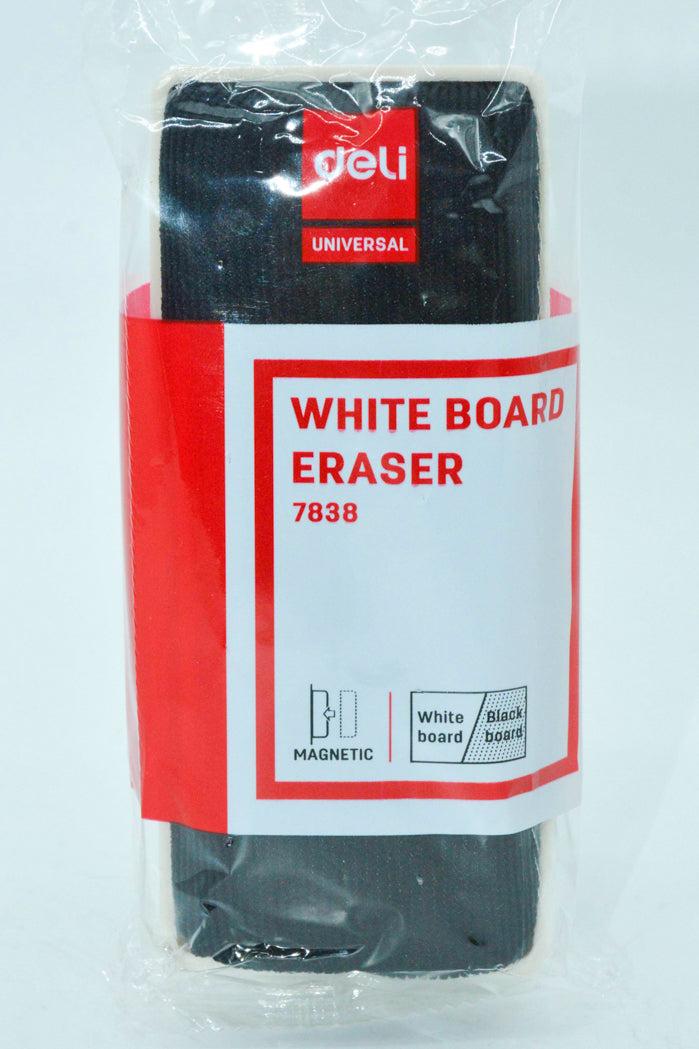 deli
UNIVERSAL
WHITE BOARD
ERASER
7838
MAGNETIC
White
board
Black
board